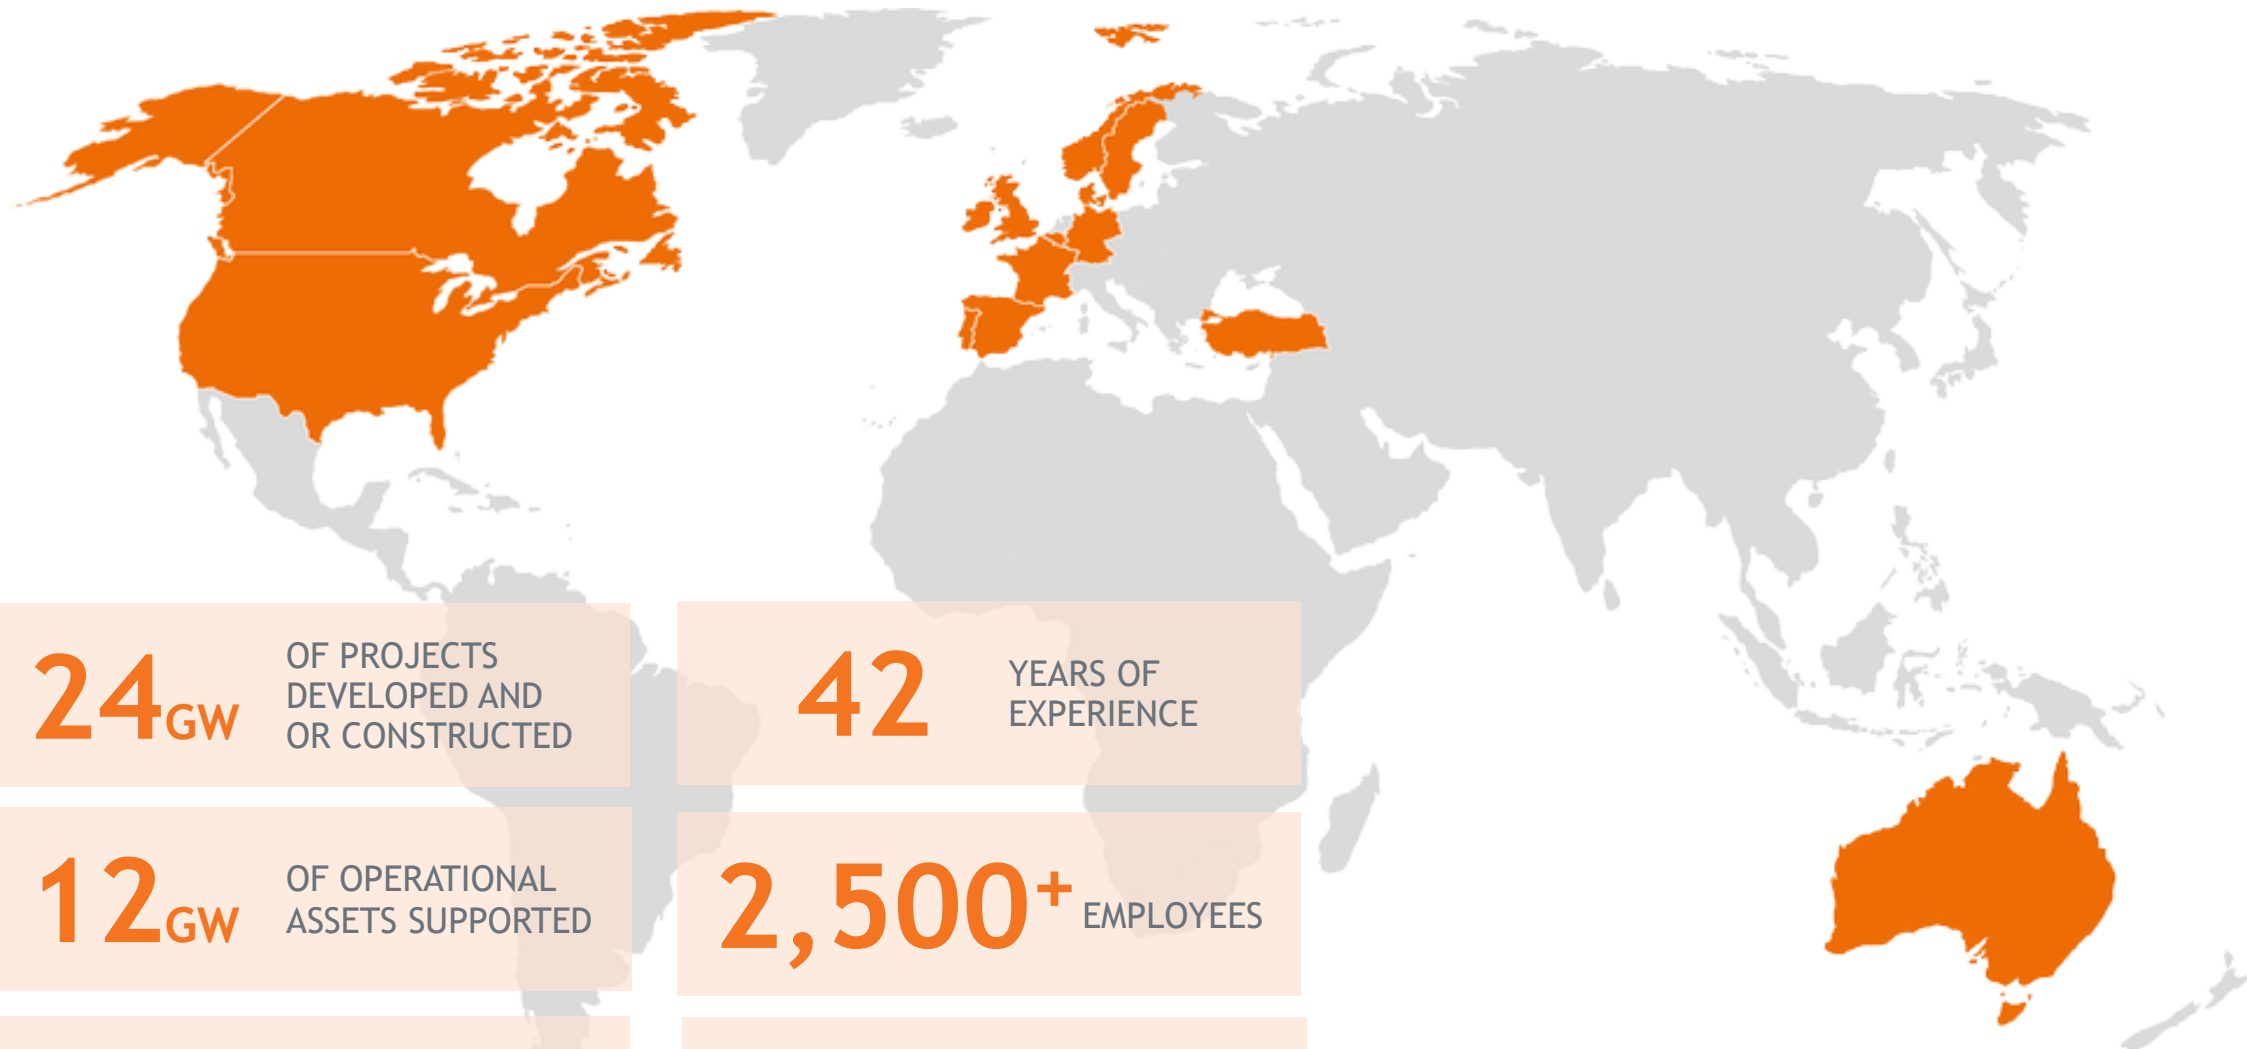 24GW
OF PROJECTS
DEVELOPED AND
OR CONSTRUCTED
42
YEARS OF
EXPERIENCE
12GW
OF OPERATIONAL
ASSETS SUPPORTED
2,500+
EMPLOYEES